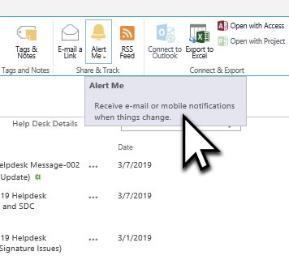 Tags & Notes
E-mail a Link
Alert Me
RSS Feed
Connect to Outlook
Export to Excel
Open with Access
Open with Project
Tags and Notes
Share & Track
Connect & Export
Alert Me
Receive e-mail or mobile notifications
when things change.
Help Desk Details
Date
elpdesk Message-002 ... 3/7/2019
Update)
19 Helpdesk ... 3/7/2019
and SDC
19 Helpdesk ... 3/1/2019
Signature Issues)